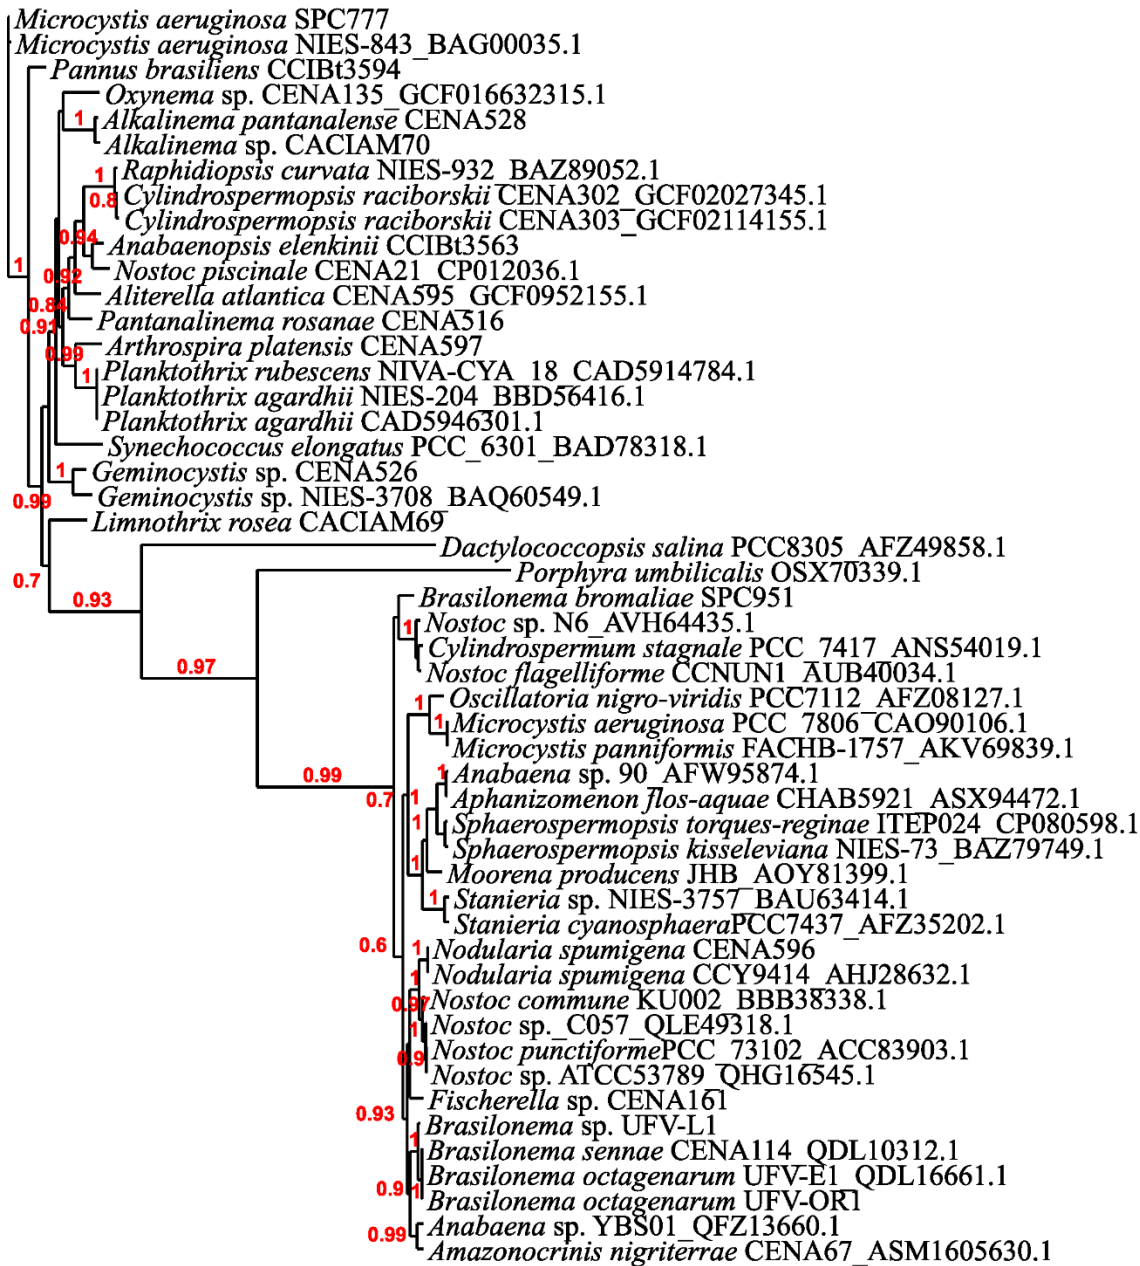 Microcystis aeruginosa SPC777
Microcystis aeruginosa NIES-843_BAG00035.1
Pannus brasiliens CCIBt3594
Oxynema sp. CENA135_GCF016632315.1
1 Alkalinema pantanalense CENA528
Alkalinema sp. CACIAM70
1 Raphidiopsis curvata NIES-932_BAZ89052.1
0.8 Cylindrospermopsis raciborskii CENA302_GCF02027345.1
Cylindrospermopsis raciborskii CENA303_GCF02114155.1
0.94 Anabaenopsis elenkinii CCIBt3563
1 0.92 Nostoc piscinale CENA21_CP012036.1
0.84 Aliterella atlantica CENA595_GCF0952155.1
0.91 Pantanalinema rosanae CENA516
0.99 Arthrospira platensis CENA597
1 Planktothrix rubescens NIVA-CYA_18_CAD5914784.1
Planktothrix agardhii NIES-204_BBD56416.1
Planktothrix agardhii CAD5946301.1
Synechococcus elongatus PCC_6301_BAD78318.1
1 Geminocystis sp. CENA526
0.99 Geminocystis sp. NIES-3708_BAQ60549.1
Limnothrix rosea CACIAM69
Dactylococcopsis salina PCC8305_AFZ49858.1
0.7 Porphyra umbilicalis OSX70339.1
0.93 Brasilonema bromaliae SPC951
1 Nostoc sp. N6_AVH64435.1
Cylindrospermum stagnale PCC_7417_ANS54019.1
0.97 Nostoc flagelliforme CCNUN1_AUB40034.1
1 Oscillatoria nigro-viridis PCC7112_AFZ08127.1
1 Microcystis aeruginosa PCC_7806_CAO90106.1
Microcystis panniformis FACHB-1757_AKV69839.1
0.99 1 Anabaena sp. 90_AFW95874.1
0.7 1 Aphanizomenon flos-aquae CHAB5921_ASX94472.1
1 Sphaerospermopsis torques-reginae ITEP024_CP080598.1
Sphaerospermopsis kisseleviana NIES-73_BAZ79749.1
1 Moorena producens JHB_AOY81399.1
1 Stanieria sp. NIES-3757_BAU63414.1
Stanieria cyanosphaeraPCC7437_AFZ35202.1
0.6 1 Nodularia spumigena CENA596
1 Nodularia spumigena CCY9414_AHJ28632.1
0.97 Nostoc commune KU002_BBB38338.1
1 Nostoc sp._C057_QLE49318.1
0.9 Nostoc punctiformePCC_73102_ACC83903.1
Nostoc sp. ATCC53789_QHG16545.1
Fischerella sp. CENA161
0.93 Brasilonema sp. UFV-L1
1 Brasilonema sennae CENA114_QDL10312.1
0.9 1 Brasilonema octagenarum UFV-E1_QDL16661.1
Brasilonema octagenarum UFV-OR1
0.99 Anabaena sp. YBS01_QFZ13660.1
Amazonocrinis nigriterrae CENA67_ASM1605630.1